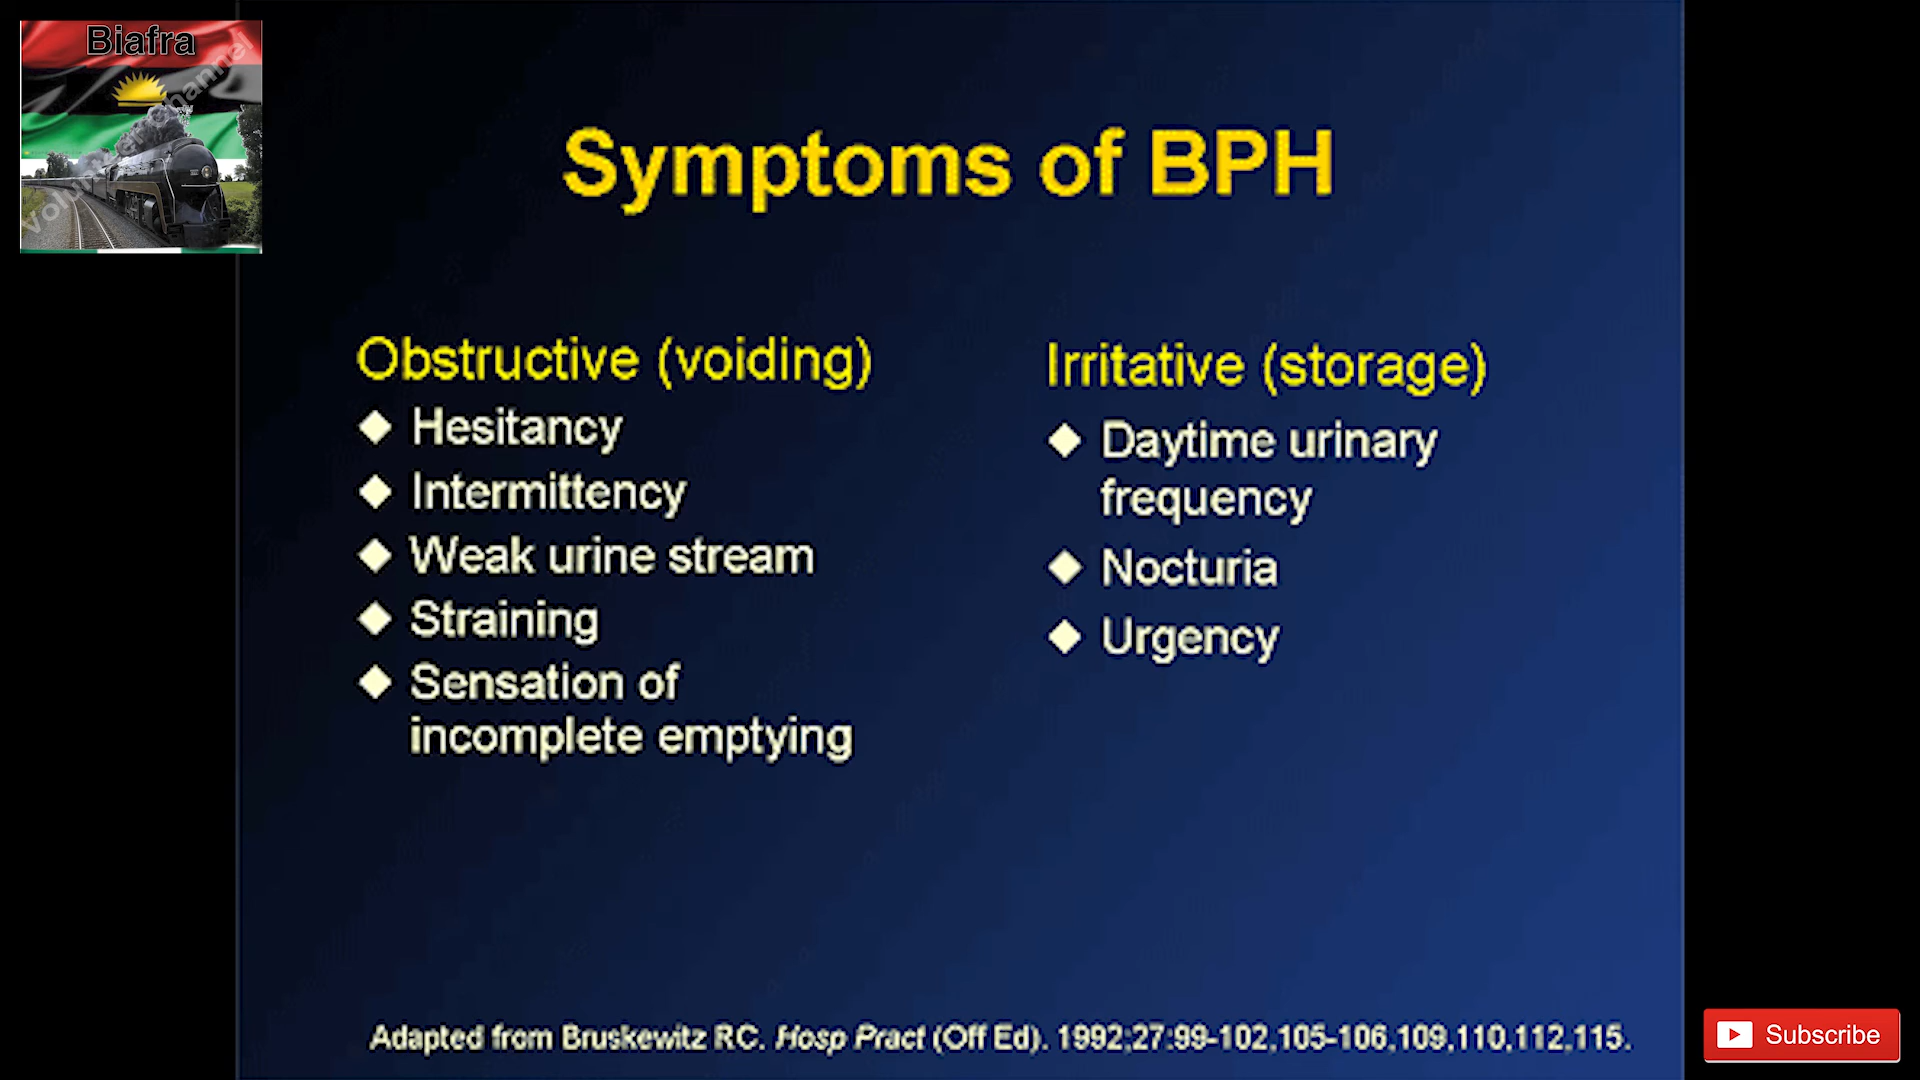 Biafra
Volunteer Channel
Symptoms of BPH
Obstructive (voiding)
Hesitancy
Intermittency
Weak urine stream
Straining
Sensation of
incomplete emptying
Irritative (storage)
Daytime urinary
frequency
Nocturia
Urgency
Adapted from Bruskewitz RC. Hosp Pract (Off Ed). 1992;27:99-102,105-106,109,110,112,115.
Subscribe